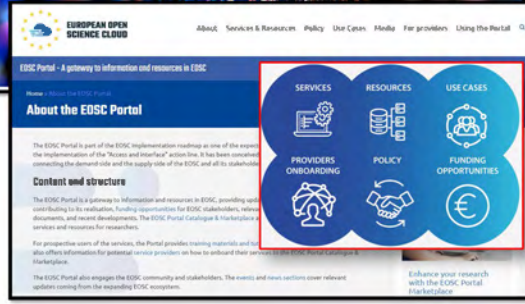 EUROPEAN OPEN
SCIENCE CLOUD
About Services & Resources Policy Use Cases Media For providers Using the Portal
EOSC Portal - A gateway to information and resources in EOSC
Home » About the EOSC Portal
About the EOSC Portal
The EOSC Portal is part of the EOSC implementation roadmap as one of the expec
the implementation of the "Access and interface" action line. It has been conceived
connecting the demand-side and the supply-side of the EOSC and all its stakeholde
Content and structure
The EOSC Portal is a gateway to information and resources in EOSC, providing upda
contributing to its realisation, funding opportunities for EOSC stakeholders, releva
documents, and recent developments. The EOSC Portal Catalogue & Marketplace a
services and resources for researchers.
For prospective users of the services, the Portal provides training materials and tut
also offers information for potential service providers on how to onboard their services to the EOSC Portal Catalogue &
Marketplace.
The EOSC Portal also engages the EOSC community and stakeholders. The events and news sections cover relevant
updates coming from the expanding EOSC ecosystem.
SERVICES
RESOURCES
USE CASES
PROVIDERS
ONBOARDING
POLICY
FUNDING
OPPORTUNITIES
Enhance your research
with the EOSC Portal
Marketplace